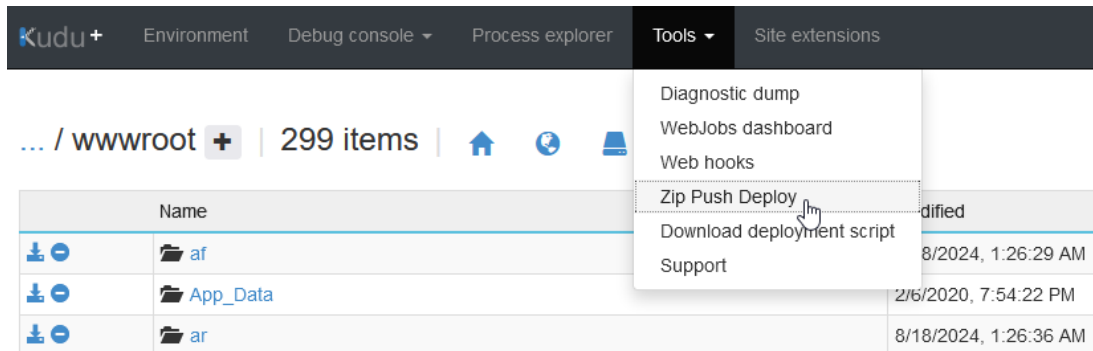 Kudu+ Environment Debug console Process explorer Tools Site extensions
Diagnostic dump
WebJobs dashboard
... / wwwroot + | 299 items |
Web hooks
Zip Push Deploy
Name dified
Download deployment script
af 8/2024, 1:26:29 AM
Support
App_Data 2/6/2020, 7:54:22 PM
ar 8/18/2024, 1:26:36 AM